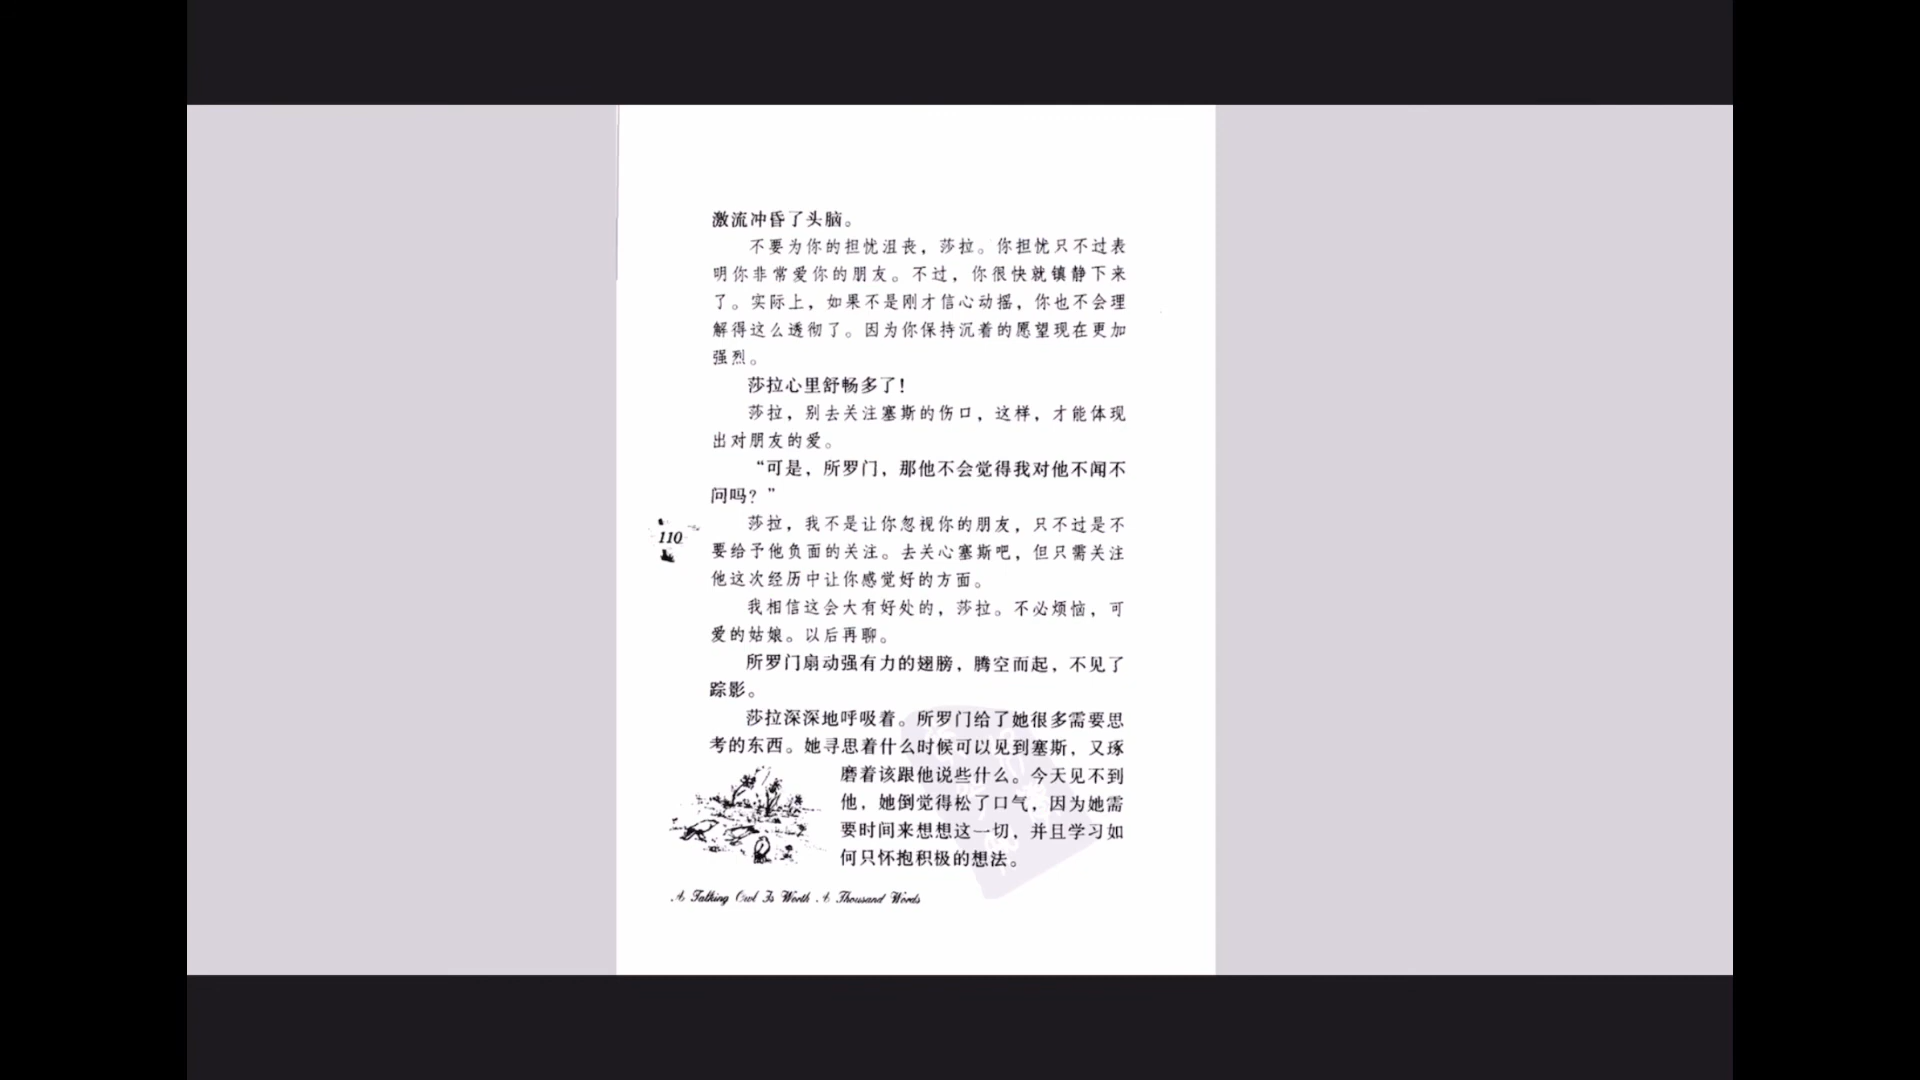 激流冲昏了头脑。
不要为你的担忧沮丧，莎拉。你担忧只不过表
明你非常爱你的朋友。不过，你很快就镇静下来
了。实际上，如果不是刚才信心动摇，你也不会理
解得这么透彻了。因为你保持沉着的愿望现在更加
强烈。
莎拉心里舒畅多了！
莎拉，别去关注塞斯的伤口，这样，才能体现
出对朋友的爱。
“可是，所罗门，那他不会觉得我对他不闻不
问吗？”
莎拉，我不是让你忽视你的朋友，只不过是不
要给予他负面的关注。去关心塞斯吧，但只需关注
他这次经历中让你感觉好的方面。
我相信这会大有好处的，莎拉。不必烦恼，可
爱的姑娘。以后再聊。
所罗门扇动强有力的翅膀，腾空而起，不见了
踪影。
莎拉深深地呼吸着。所罗门给了她很多需要思
考的东西。她寻思着什么时候可以见到塞斯，又琢
磨着该跟他说些什么。今天见不到
他，她倒觉得松了口气，因为她需
要时间来想想这一切，并且学习如
何只怀抱积极的想法。
110
A Talking Owl Is Worth A Thousand Words